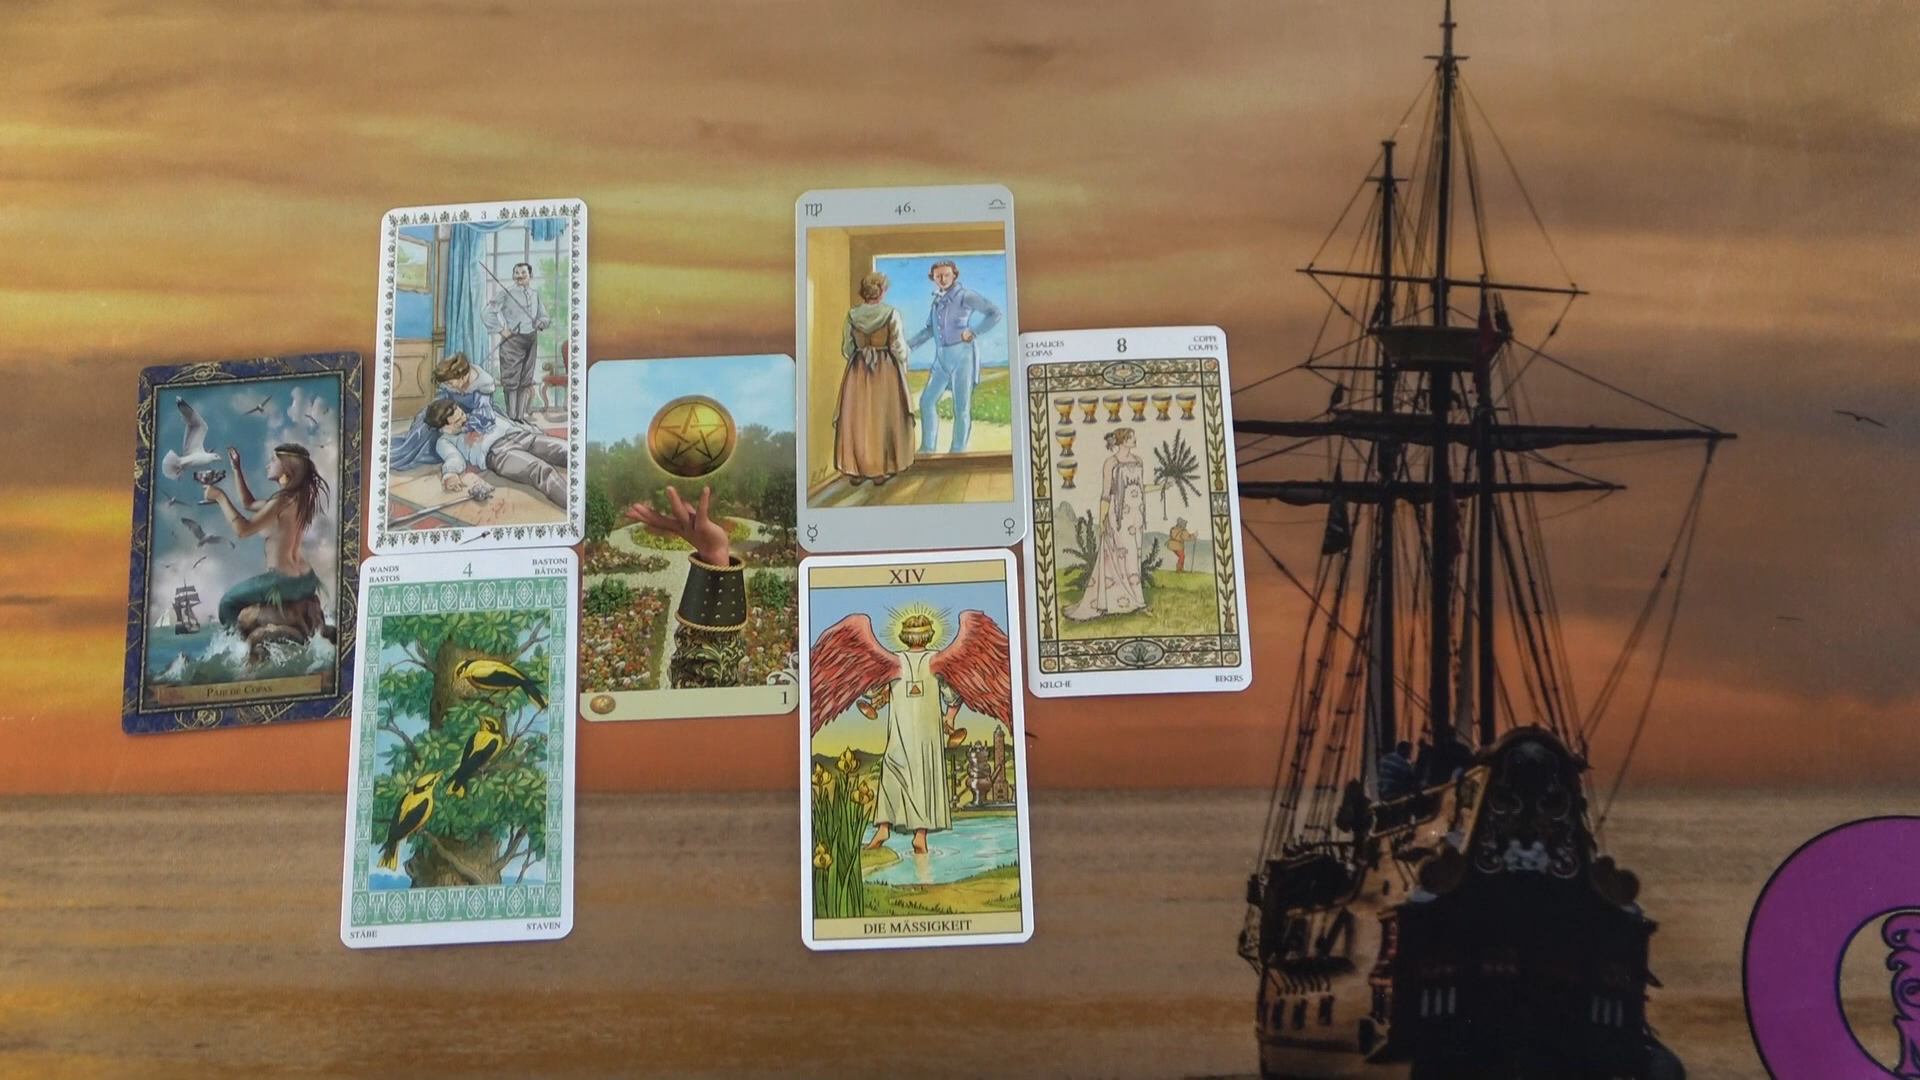 PAJE DE COPAS
3
WANDS
BASTOS
4
BASTONI
BÂTONS
STÄBE
STAVEN
1
46.
XIV
DIE MÄSSIGKEIT
CHALICES
COPAS
8
COPPE
COUPES
KELCHE
BEKERS